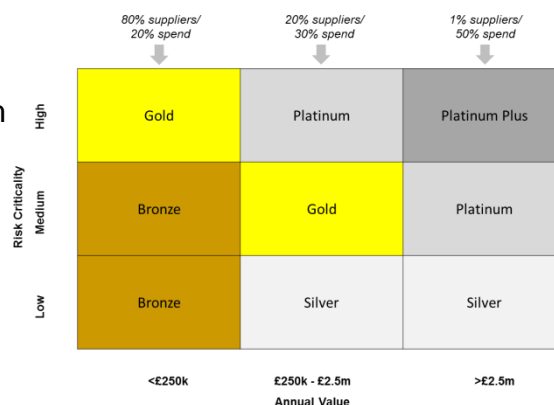 80% suppliers/
20% spend
20% suppliers/
30% spend
1% suppliers/
50% spend
n
High
Gold
Platinum
Platinum Plus
Risk Criticality
Medium
Bronze
Gold
Platinum
Low
Bronze
Silver
Silver
<£250k
£250k - £2.5m
>£2.5m
Annual Value